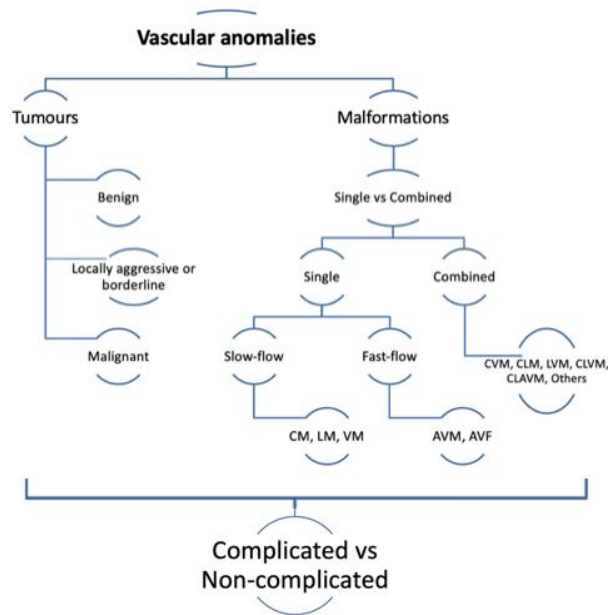 Vascular anomalies
Tumours
Malformations
Benign
Single vs Combined
Locally aggressive or
borderline
Single
Combined
Malignant
Slow-flow
Fast-flow
CVM, CLM, LVM, CLVM,
CLAVM, Others
CM, LM, VM
AVM, AVF
Complicated vs
Non-complicated